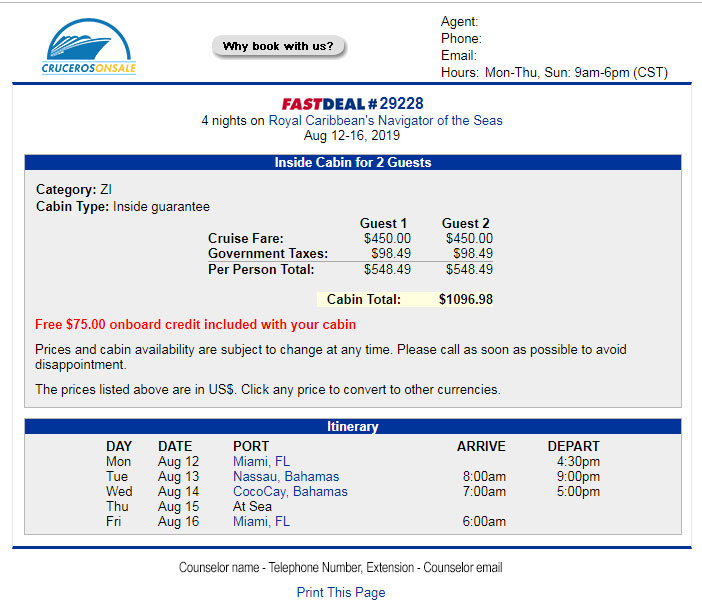 CRUCEROSONSALE
Why book with us?
Agent:
Phone:
Email:
Hours: Mon-Thu, Sun: 9am-6pm (CST)
FASTDEAL #29228
4 nights on Royal Caribbean's Navigator of the Seas
Aug 12-16, 2019
Inside Cabin for 2 Guests
Category: ZI
Cabin Type: Inside guarantee
Guest 1 Guest 2
Cruise Fare: $450.00 $450.00
Government Taxes: $98.49 $98.49
Per Person Total: $548.49 $548.49
Cabin Total: $1096.98
Free $75.00 onboard credit included with your cabin
Prices and cabin availability are subject to change at any time. Please call as soon as possible to avoid
disappointment.
The prices listed above are in US$. Click any price to convert to other currencies.
Itinerary
DAY DATE PORT ARRIVE DEPART
Mon Aug 12 Miami, FL 4:30pm
Tue Aug 13 Nassau, Bahamas 8:00am 9:00pm
Wed Aug 14 CocoCay, Bahamas 7:00am 5:00pm
Thu Aug 15 At Sea
Fri Aug 16 Miami, FL 6:00am
Counselor name - Telephone Number, Extension - Counselor email
Print This Page